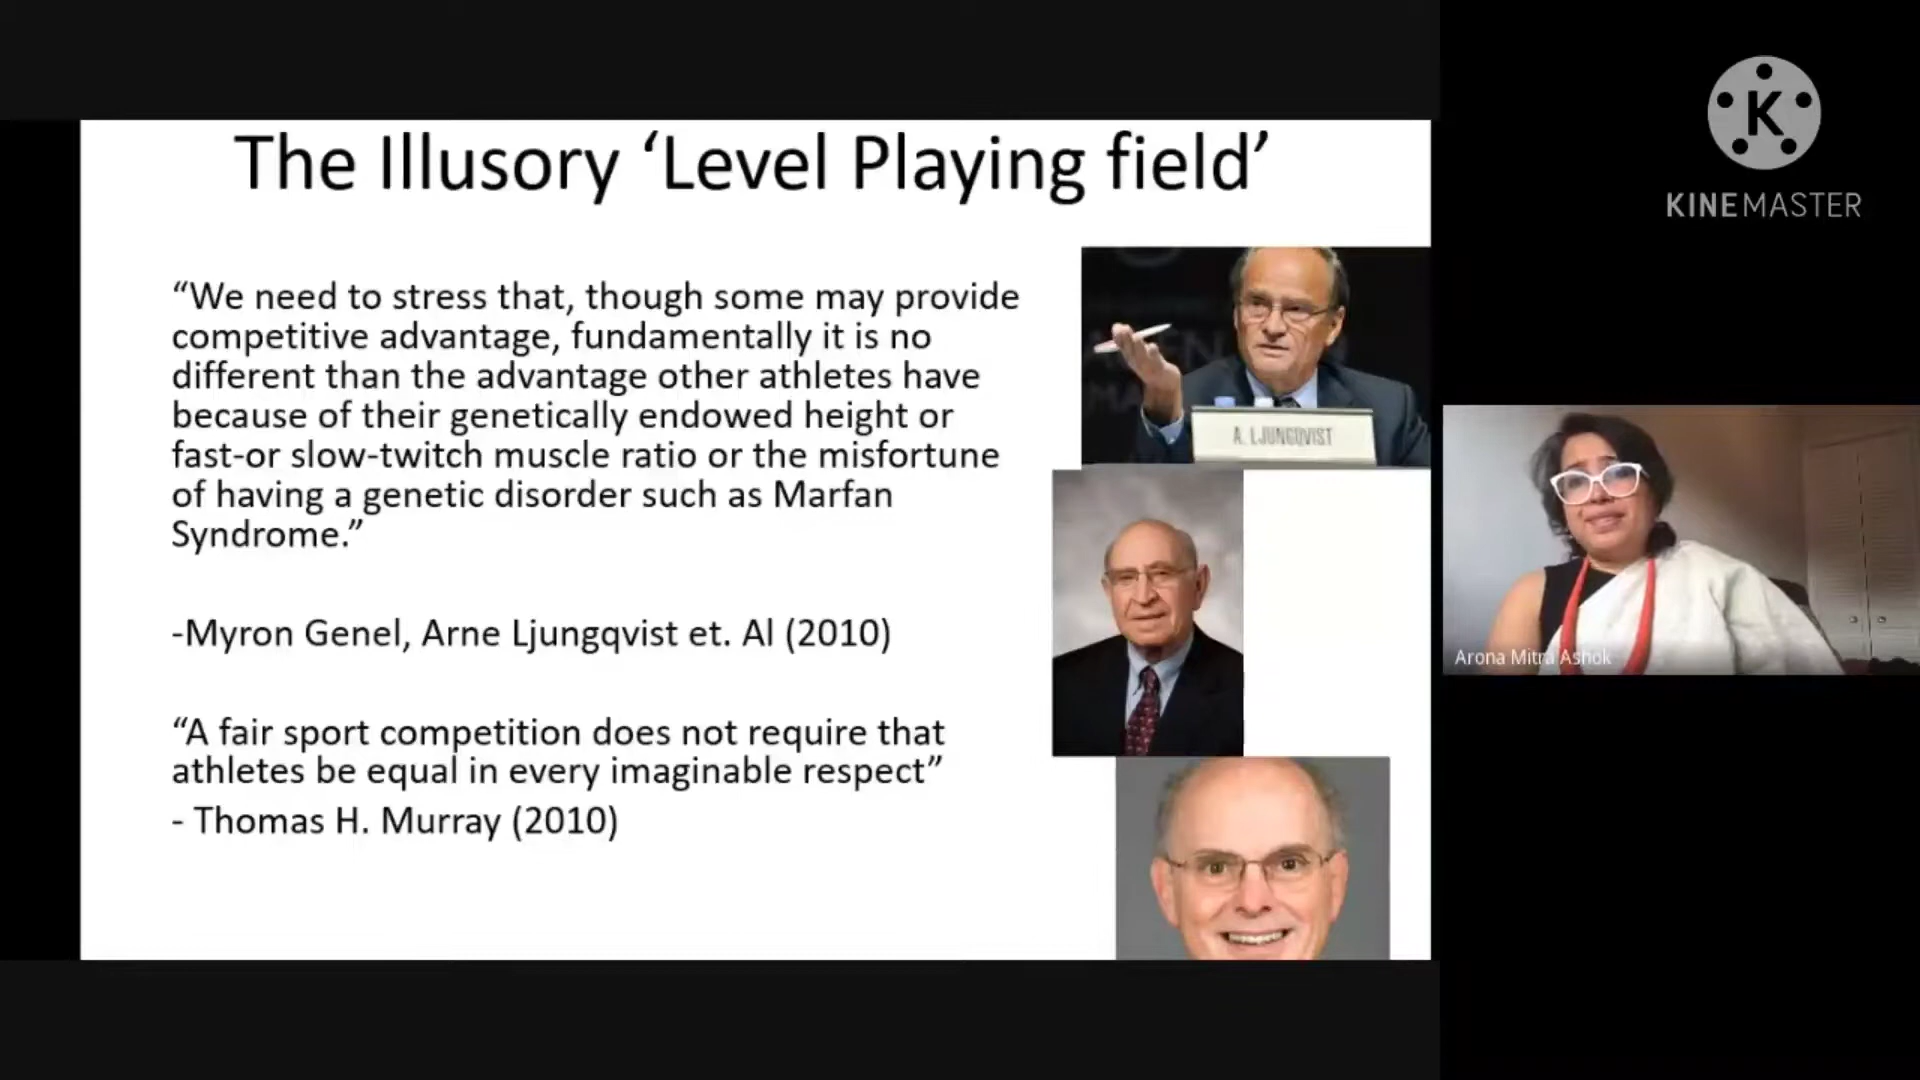 The Illusory ‘Level Playing field’
“We need to stress that, though some may provide
competitive advantage, fundamentally it is no
different than the advantage other athletes have
because of their genetically endowed height or
fast-or slow-twitch muscle ratio or the misfortune
of having a genetic disorder such as Marfan
Syndrome.”
-Myron Genel, Arne Ljungqvist et. Al (2010)
“A fair sport competition does not require that
athletes be equal in every imaginable respect”
- Thomas H. Murray (2010)
A. LJUNGQVIST
K
KINEMASTER
Arona Mitra Ashok